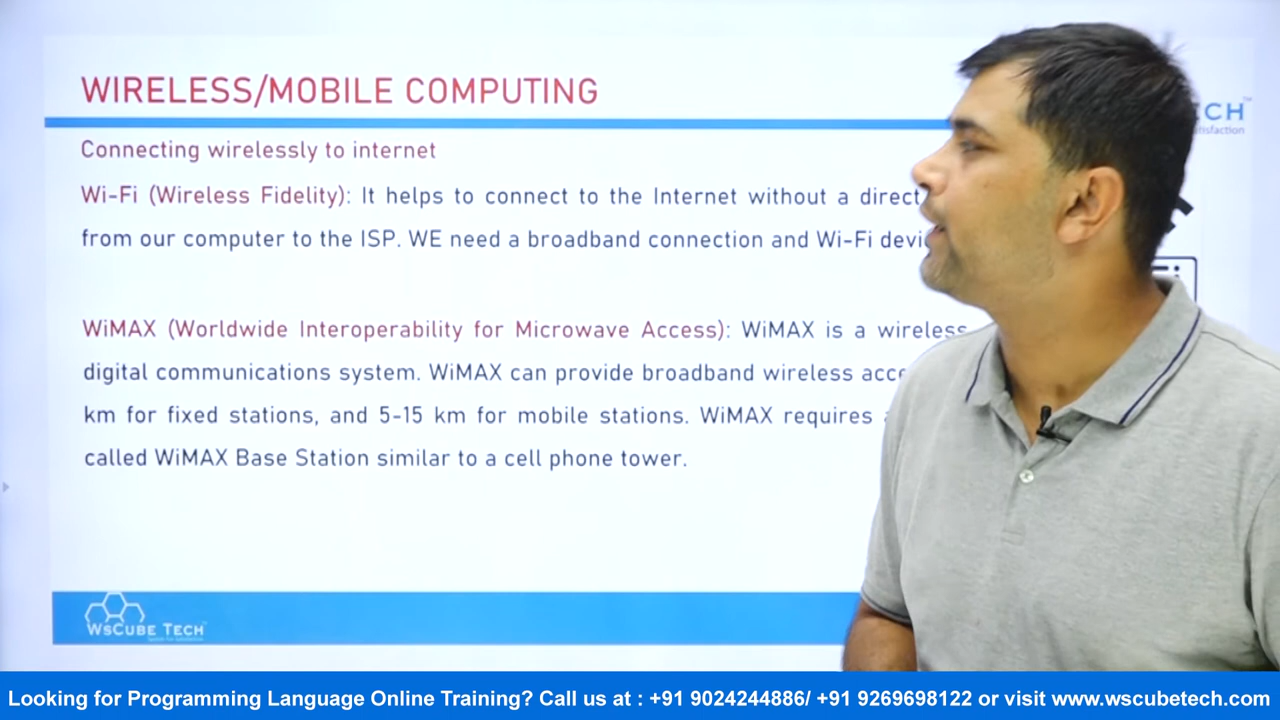 WIRELESS/MOBILE COMPUTING
ECH™
Connecting wirelessly to internet
Wi-Fi (Wireless Fidelity): It helps to connect to the Internet without a direct
from our computer to the ISP. WE need a broadband connection and Wi-Fi
WiMAX (Worldwide Interoperability for Microwave Access): WiMAX is a wireless
digital communications system. WiMAX can provide broadband wireless
km for fixed stations, and 5-15 km for mobile stations. WiMAX requires
called WiMAX Base Station similar to a cell phone tower.
WsCube Tech
Looking for Programming Language Online Training? Call us at : +91 9024244886/ +91 9269698122 or visit www.wscubetech.com